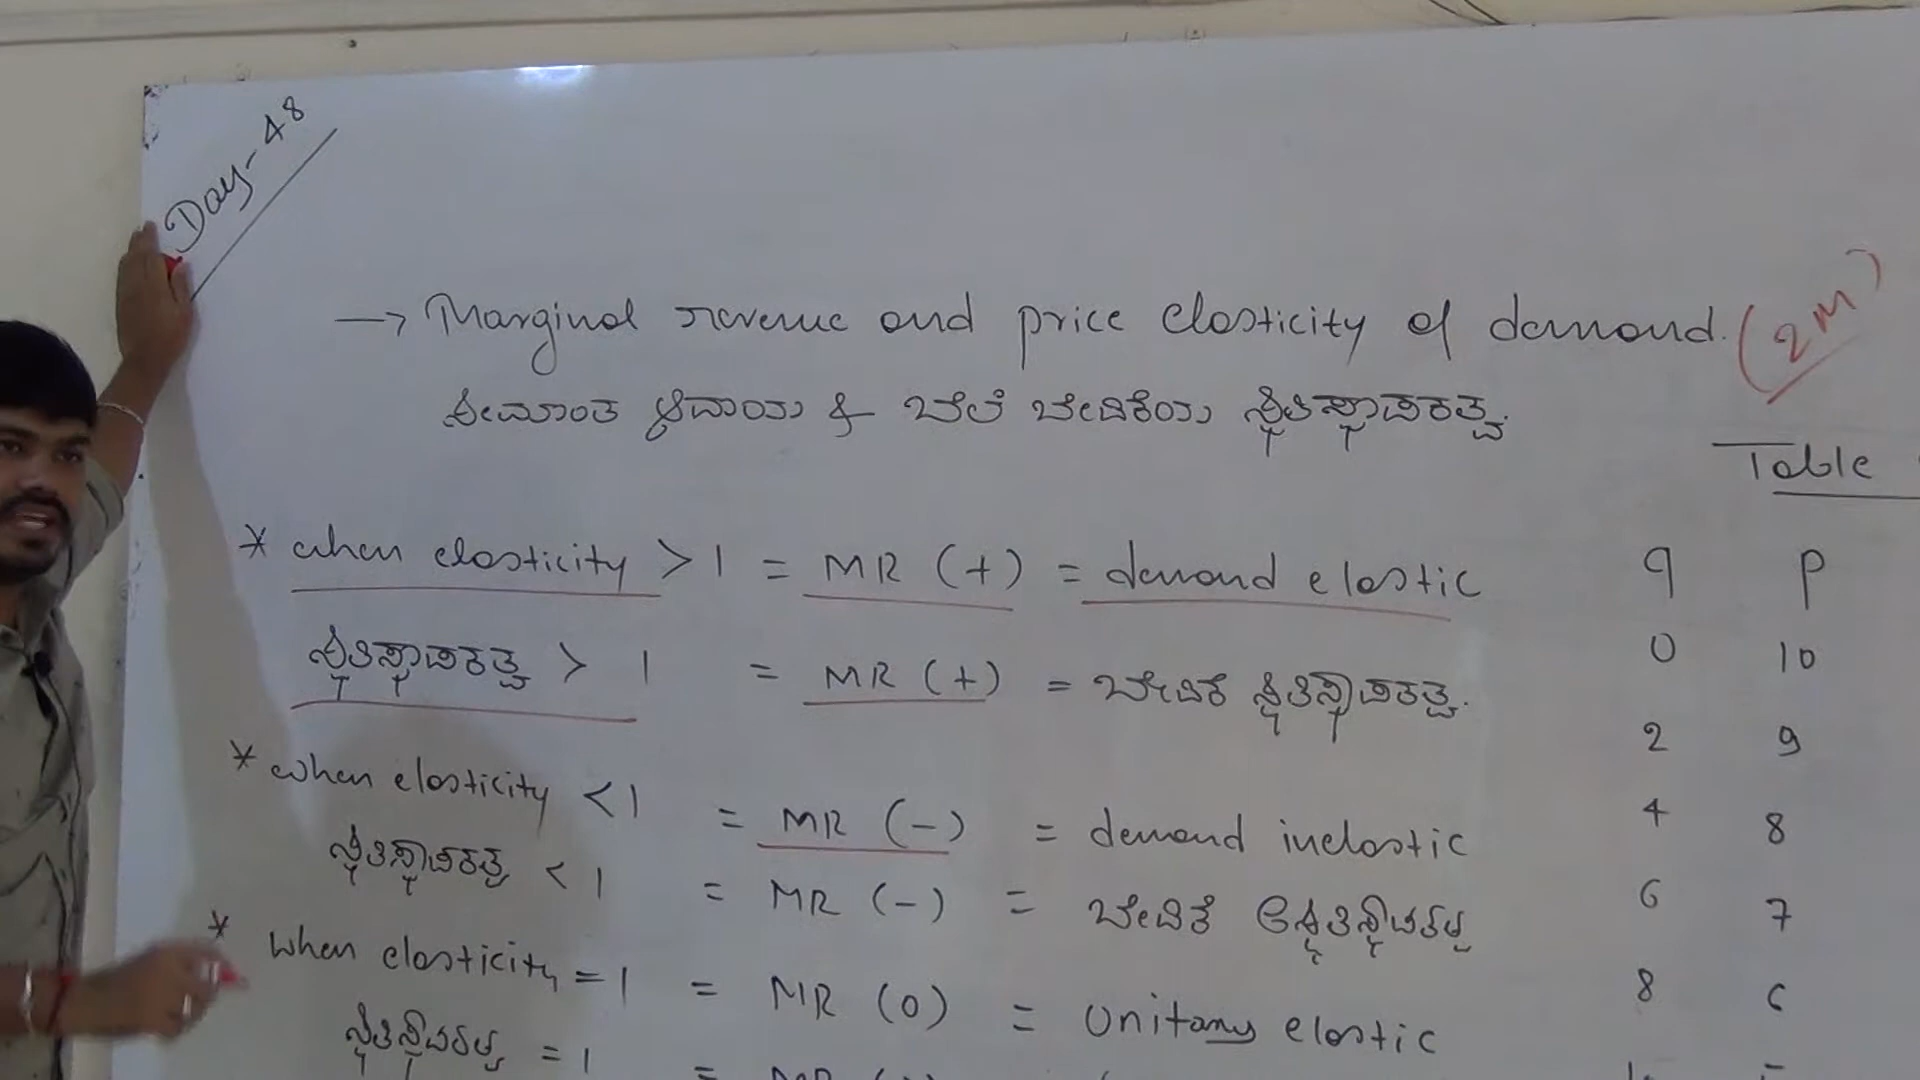 Day-48
→ Marginal revenue and price elasticity of demand. (2M)
ಸೀಮಾಂತ ಆದಾಯ & ಬೆಲೆ ಬೇಡಿಕೆಯ ಸ್ಥಿತಿಸ್ಥಾಪಕತ್ವ.
Table
* when elasticity > 1 = MR (+) = demand elastic
ಸ್ಥಿತಿಸ್ಥಾಪಕತ್ವ > 1 = MR (+) = ಬೇಡಿಕೆ ಸ್ಥಿತಿಸ್ಥಾಪಕತ್ವ.
* when elasticity < 1 = MR (-) = demand inelastic
ಸ್ಥಿತಿಸ್ಥಾಪಕತ್ವ < 1 = MR (-) = ಬೇಡಿಕೆ ಅಸ್ಥಿತಿಸ್ಥಾಪಕತ್ವ
* When elasticity = 1 = MR (0) = Unitary elastic
ಸ್ಥಿತಿಸ್ಥಾಪಕತ್ವ = 1 =
q p
0 10
2 9
4 8
6 7
8 6